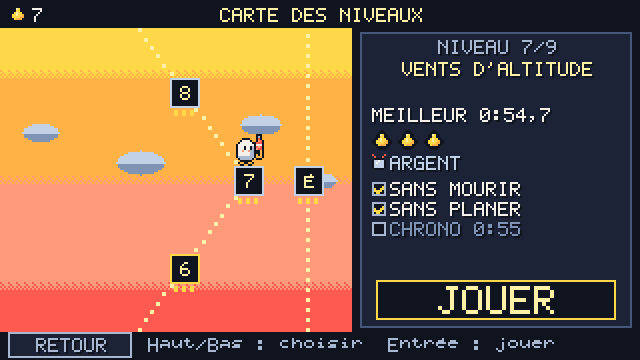 7
CARTE DES NIVEAUX
8
7
É
6
NIVEAU 7/9
VENTS D'ALTITUDE
MEILLEUR 0:54,7
ARGENT
SANS MOURIR
SANS PLANER
CHRONO 0:55
JOUER
RETOUR
Haut/Bas : choisir Entrée : jouer